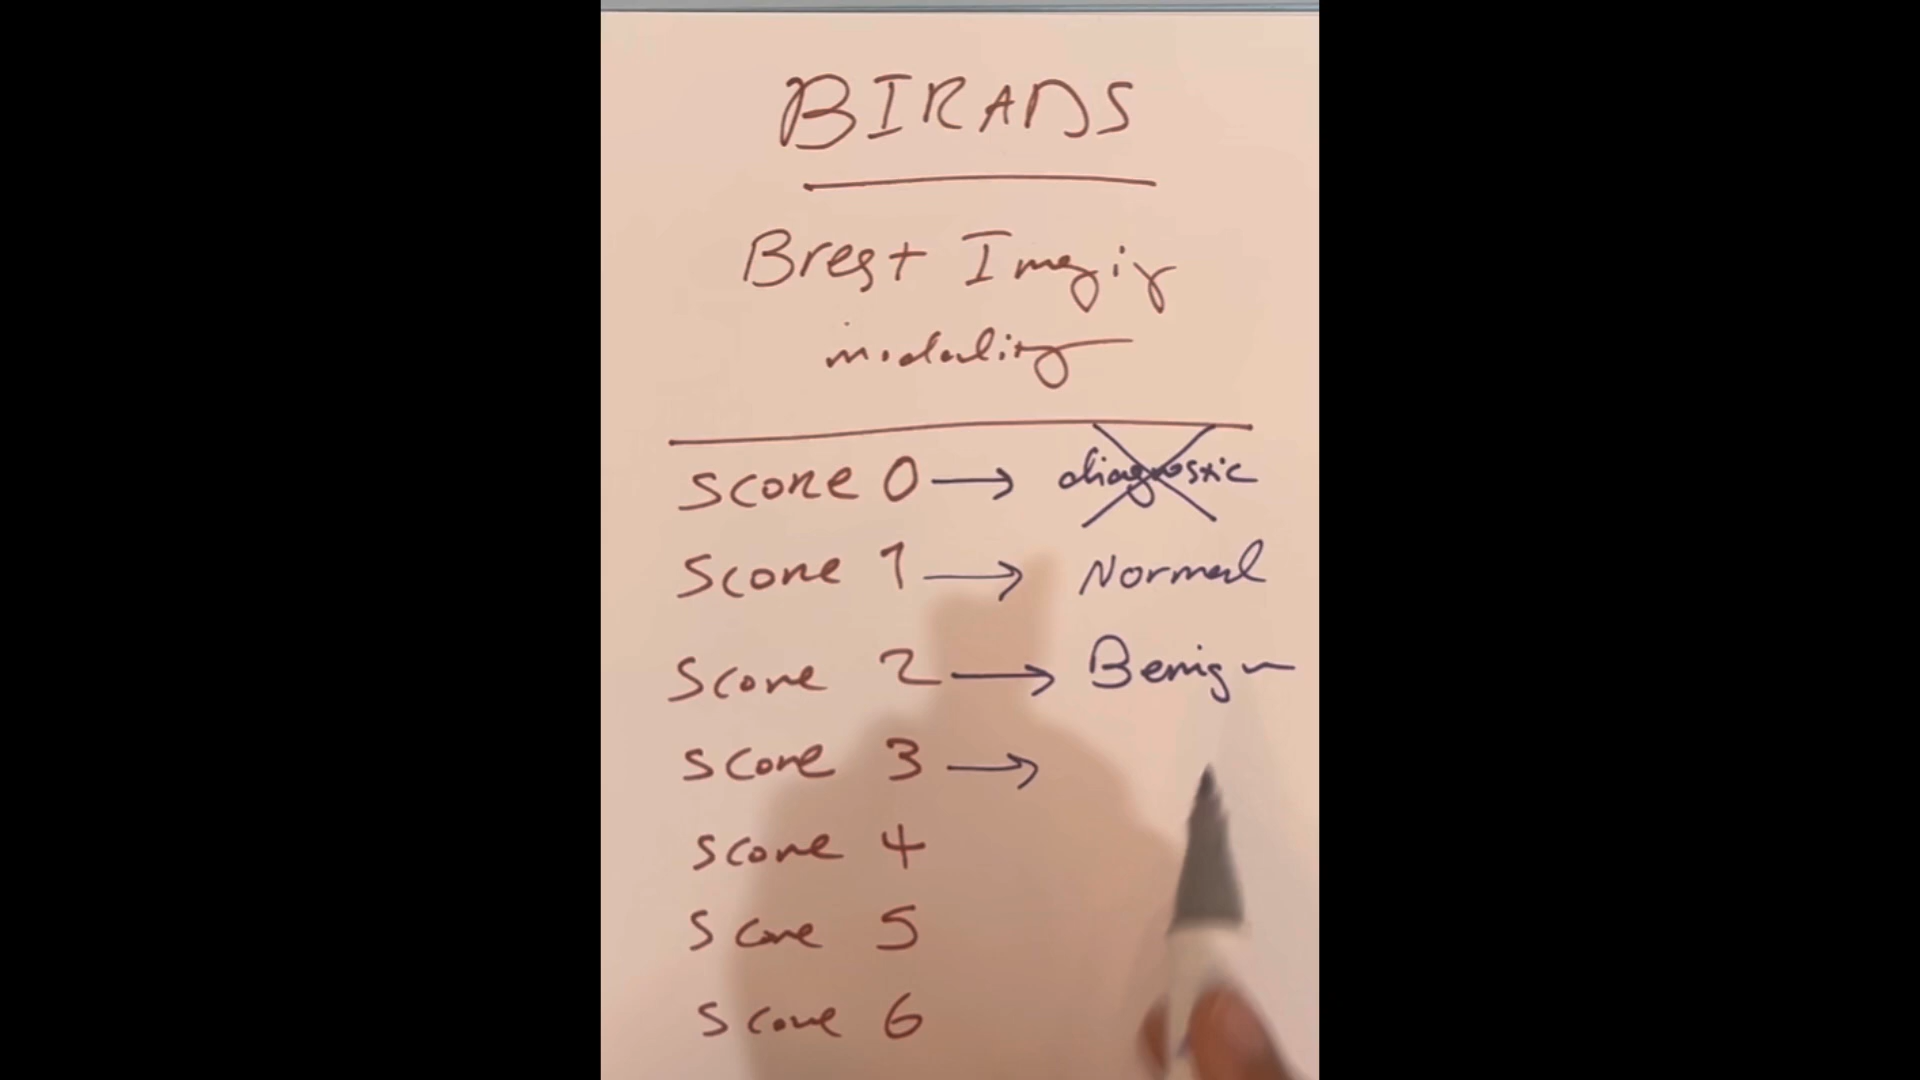 BIRADS
Breast Imagig
modality
Score 0 → diagnostic
Score 1 → Normal
Score 2 → Benign
Score 3 →
Score 4
Score 5
Score 6